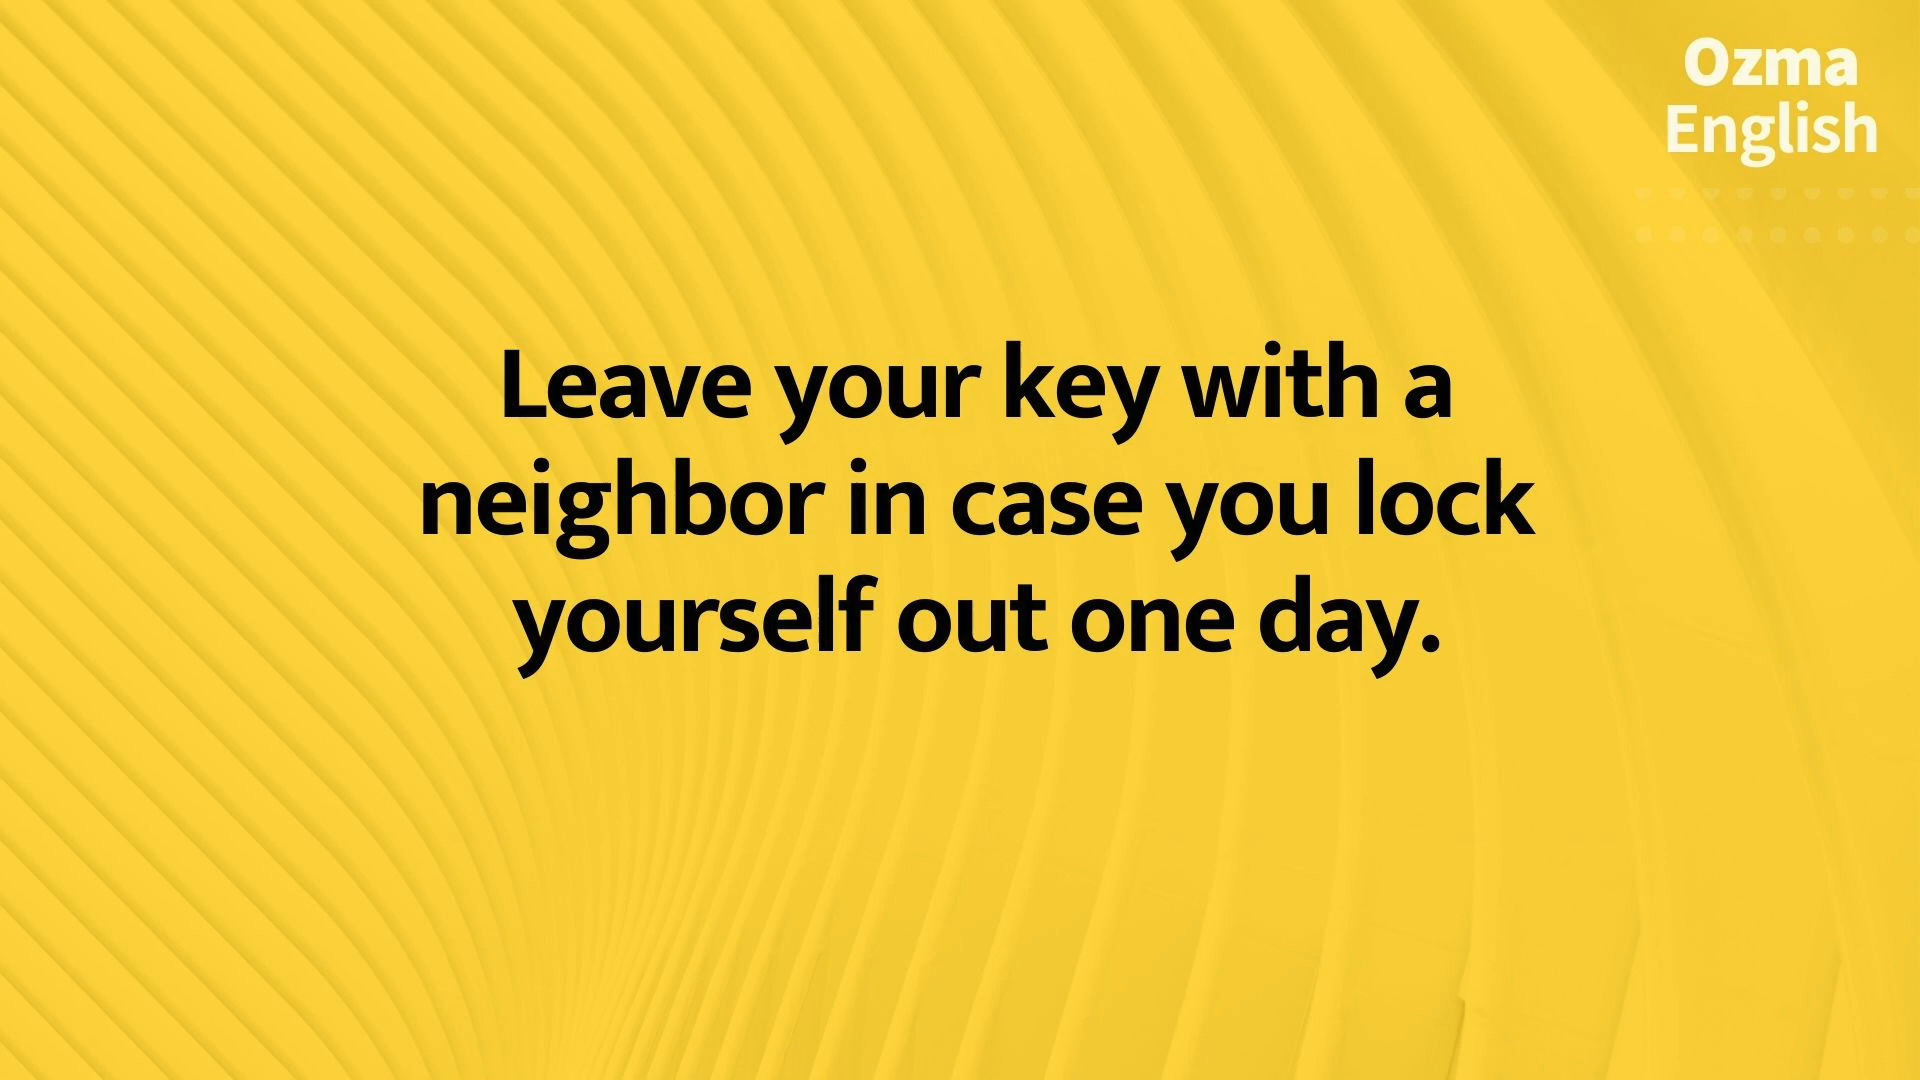 Ozma
English
Leave your key with a
neighbor in case you lock
yourself out one day.